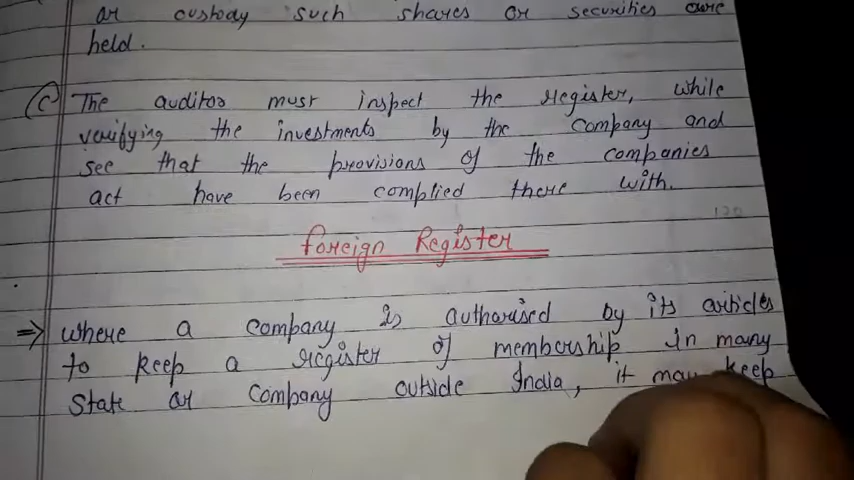 or custody such shares or securities are
held.
(c) The auditor must inspect the register, while
verifying the investments by the company and
see that the provisions of the companies
act have been complied there with.
Foreign Register
⇒ where a company is authorised by its articles
to keep a register of membership in many
State or Company outside India, it may keep